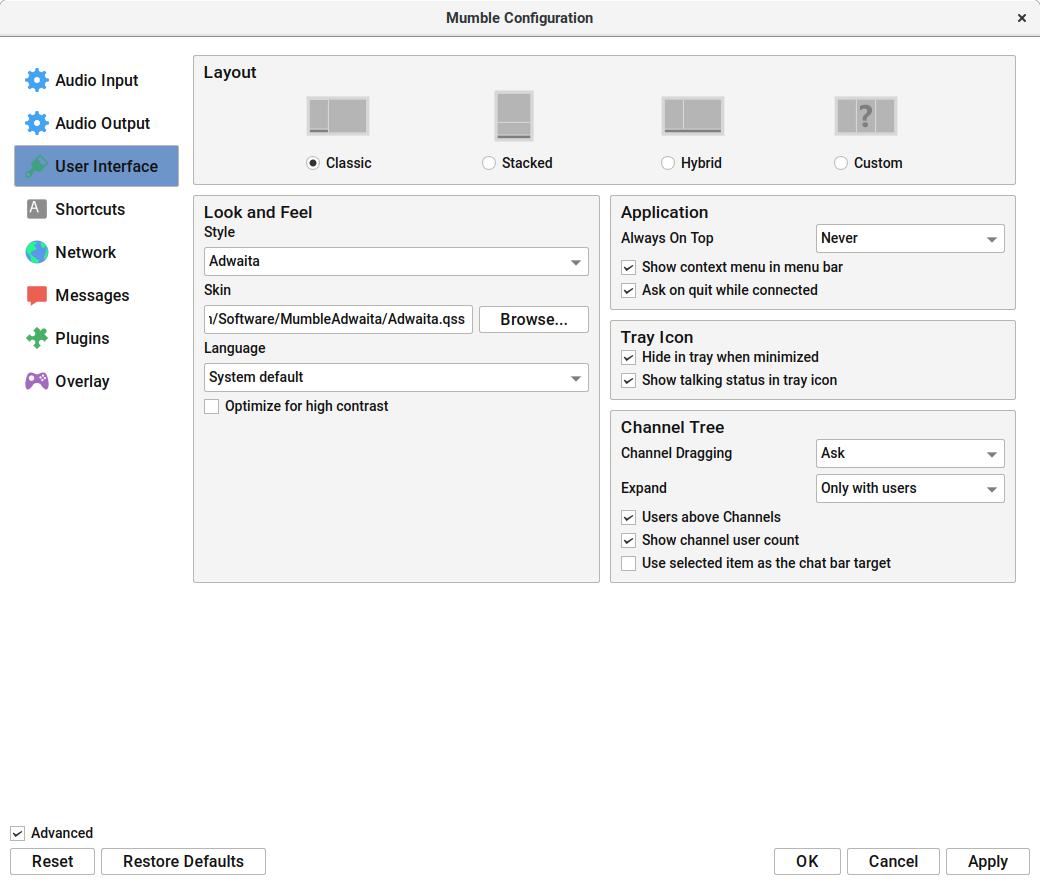 Mumble Configuration
Audio Input
Audio Output
User Interface
Shortcuts
Network
Messages
Plugins
Overlay
Layout
?
Classic
Stacked
Hybrid
Custom
Look and Feel
Style
Adwaita
Skin
/Software/MumbleAdwaita/Adwaita.qss
Browse...
Language
System default
Optimize for high contrast
Application
Always On Top
Never
Show context menu in menu bar
Ask on quit while connected
Tray Icon
Hide in tray when minimized
Show talking status in tray icon
Channel Tree
Channel Dragging
Ask
Expand
Only with users
Users above Channels
Show channel user count
Use selected item as the chat bar target
Advanced
Reset
Restore Defaults
OK
Cancel
Apply